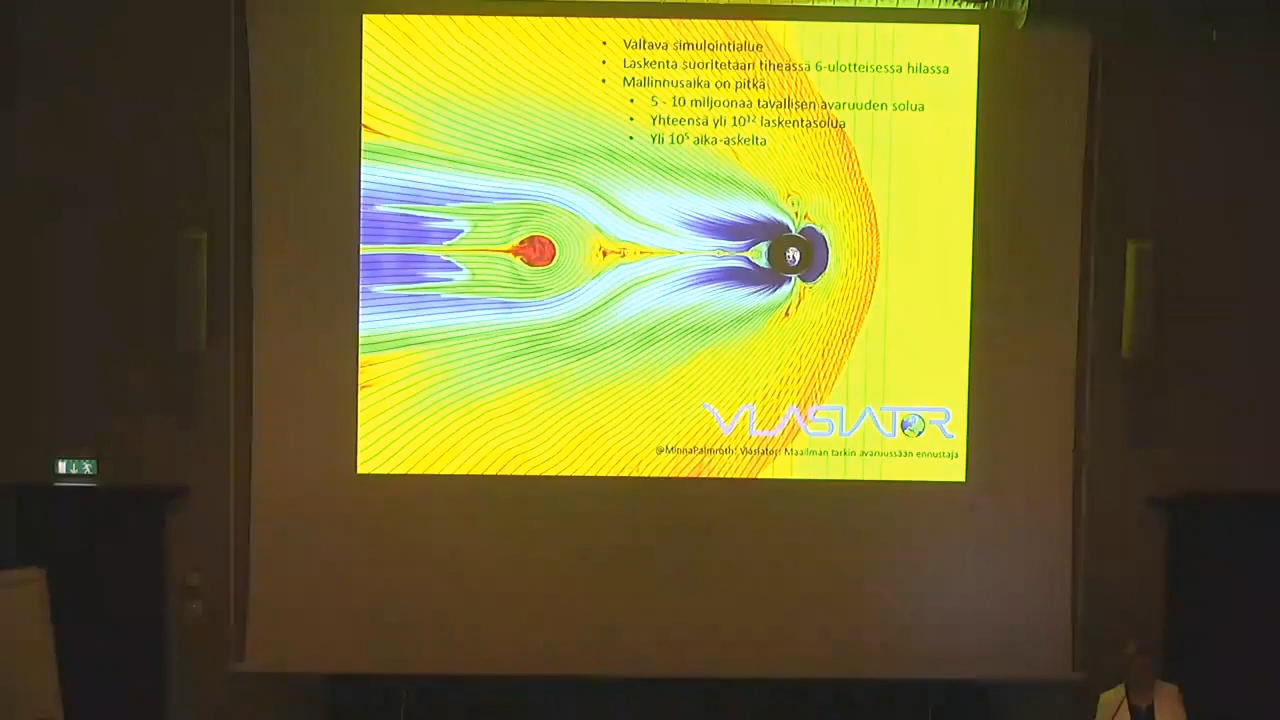 • Valtava simulointialue
• Laskenta suoritetaan tiheässä 6-ulotteisessa hilassa
• Mallinnusaika on pitkä
• 5 - 10 miljoonaa tavallisen avaruuden solua
• Yhteensä yli 10¹² laskentasolua
• Yli 10⁵ aika-askelta
VLASIATOR
@MinnaPalmroth: Vlasiator: Maailman tarkin avaruussään ennustaja